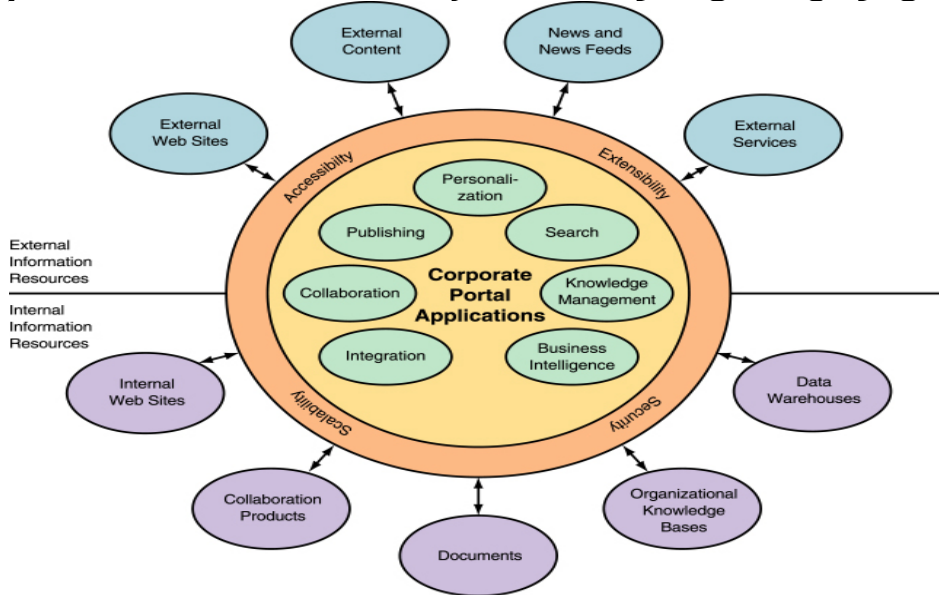 External
Content
News and
News Feeds
External
Web Sites
External
Services
Accessibilty
Extensibility
Personali-
zation
Publishing
Search
External
Information
Resources
Collaboration
Corporate
Portal
Applications
Knowledge
Management
Internal
Information
Resources
Integration
Business
Intelligence
Internal
Web Sites
Data
Warehouses
Scalability
Security
Collaboration
Products
Organizational
Knowledge
Bases
Documents